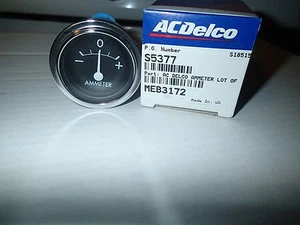 0
− +
AMMETER
ACDelco
P.O. Number
S18515
S5377
Part: AC DELCO AMMETER LOT OF
MEB3172
Made In: US